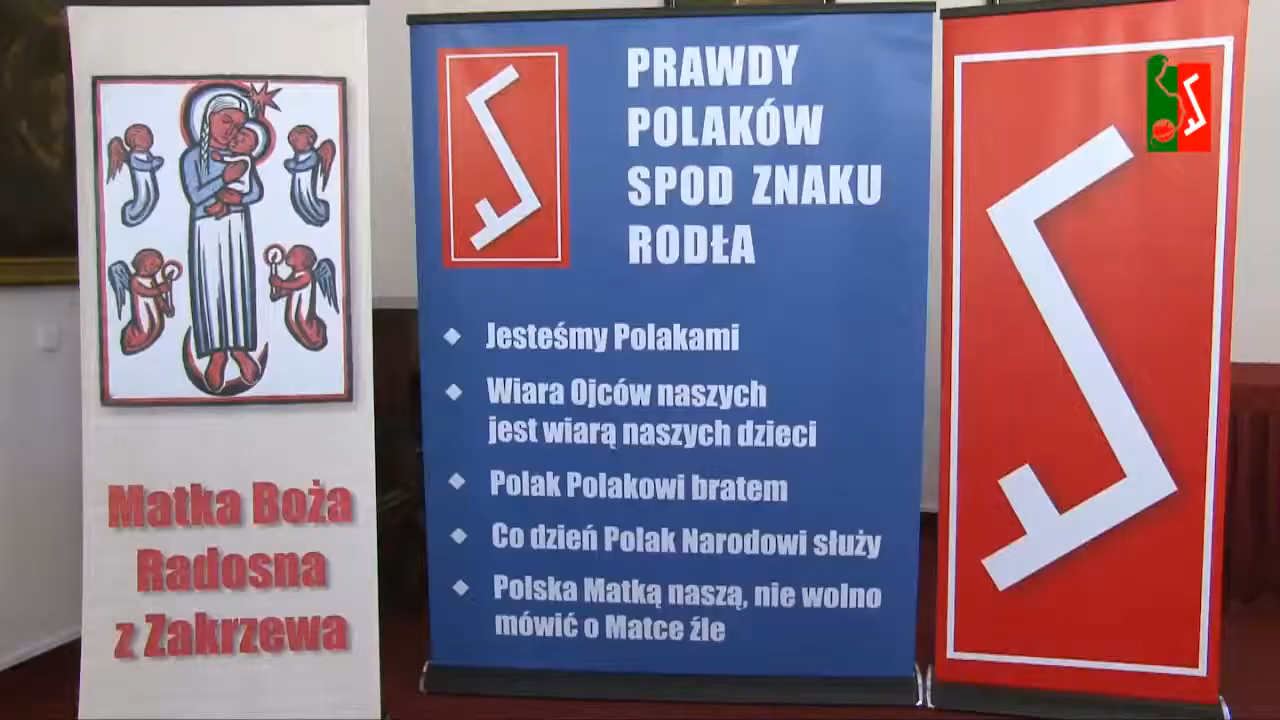 Matka Boża
Radosna
z Zakrzewa
PRAWDY
POLAKÓW
SPOD ZNAKU
RODŁA
Jesteśmy Polakami
Wiara Ojców naszych
jest wiarą naszych dzieci
Polak Polakowi bratem
Co dzień Polak Narodowi służy
Polska Matką naszą, nie wolno
mówić o Matce źle